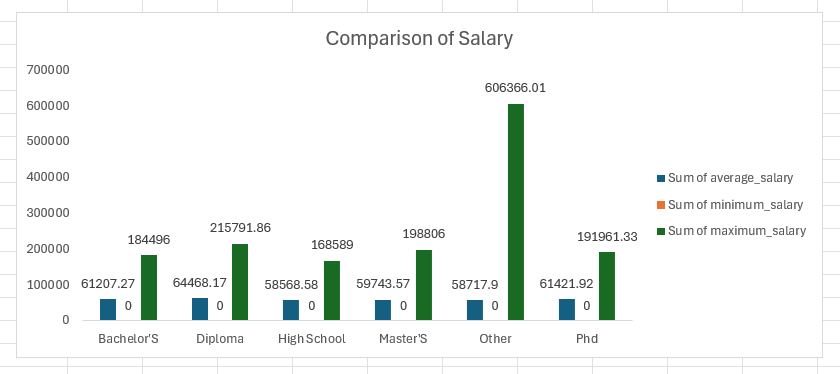 Comparison of Salary
700000
600000
500000
400000
300000
200000
100000
0
606366.01
184496
215791.86
168589
198806
191961.33
61207.27
0
64468.17
0
58568.58
0
59743.57
0
58717.9
0
61421.92
0
Bachelor'S
Diploma
High School
Master'S
Other
Phd
Sum of average_salary
Sum of minimum_salary
Sum of maximum_salary